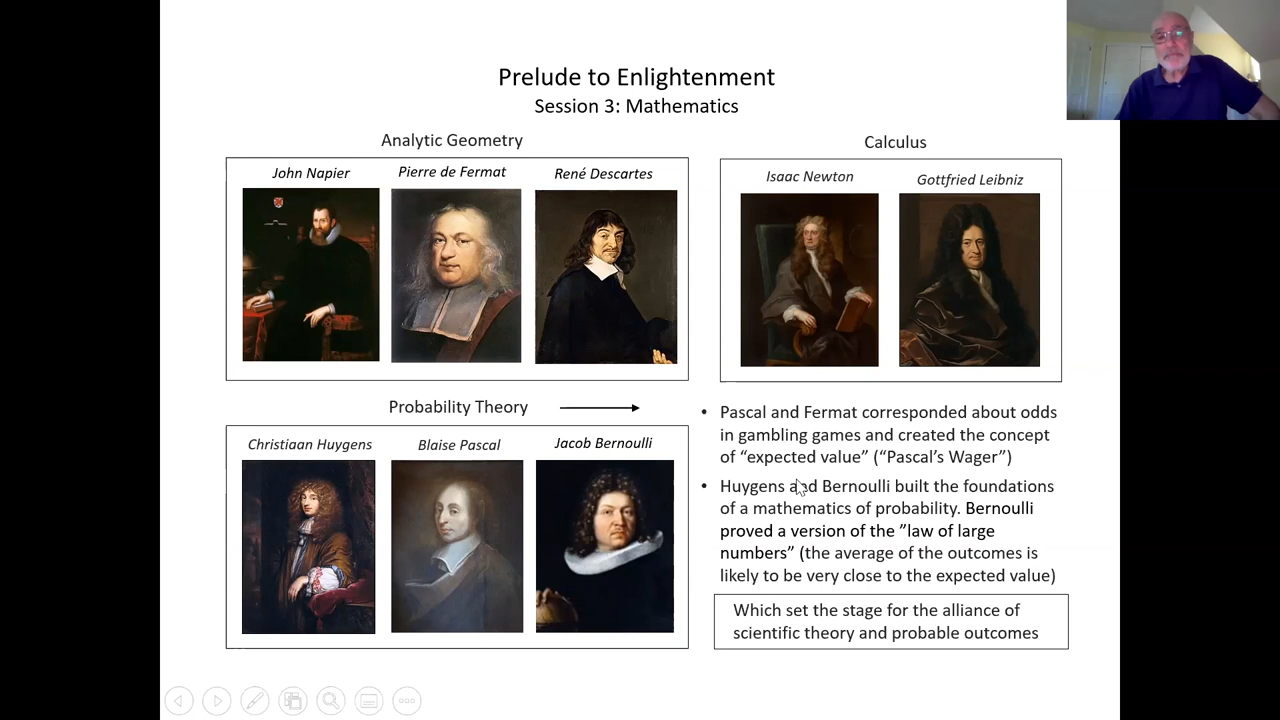 Prelude to Enlightenment
Session 3: Mathematics
Analytic Geometry
John Napier
Pierre de Fermat
René Descartes
Calculus
Isaac Newton
Gottfried Leibniz
Probability Theory
Christiaan Huygens
Blaise Pascal
Jacob Bernoulli
• Pascal and Fermat corresponded about odds
in gambling games and created the concept
of “expected value” (“Pascal’s Wager”)
• Huygens and Bernoulli built the foundations
of a mathematics of probability. Bernoulli
proved a version of the ”law of large
numbers” (the average of the outcomes is
likely to be very close to the expected value)
Which set the stage for the alliance of
scientific theory and probable outcomes